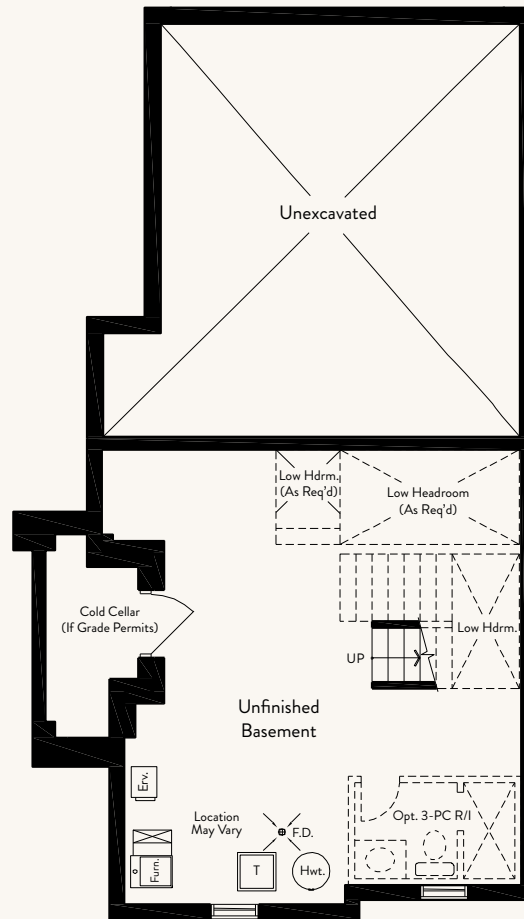 Unexcavated
Low Hdrm.
(As Req'd)
Low Headroom
(As Req'd)
Cold Cellar
(If Grade Permits)
Low Hdrm.
UP
Unfinished
Basement
Erv.
Location
May Vary
F.D.
Opt. 3-PC R/I
Furn.
T
Hwt.